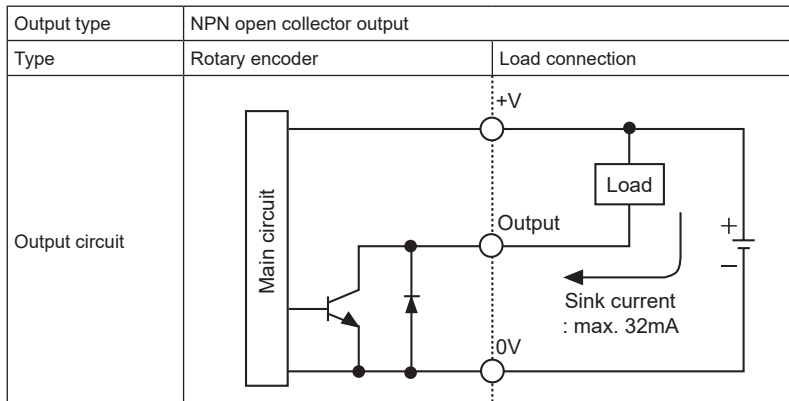 Output type
NPN open collector output
Type
Rotary encoder
Load connection
Output circuit
Main circuit
+V
Load
Output
+
−
Sink current
: max. 32mA
0V